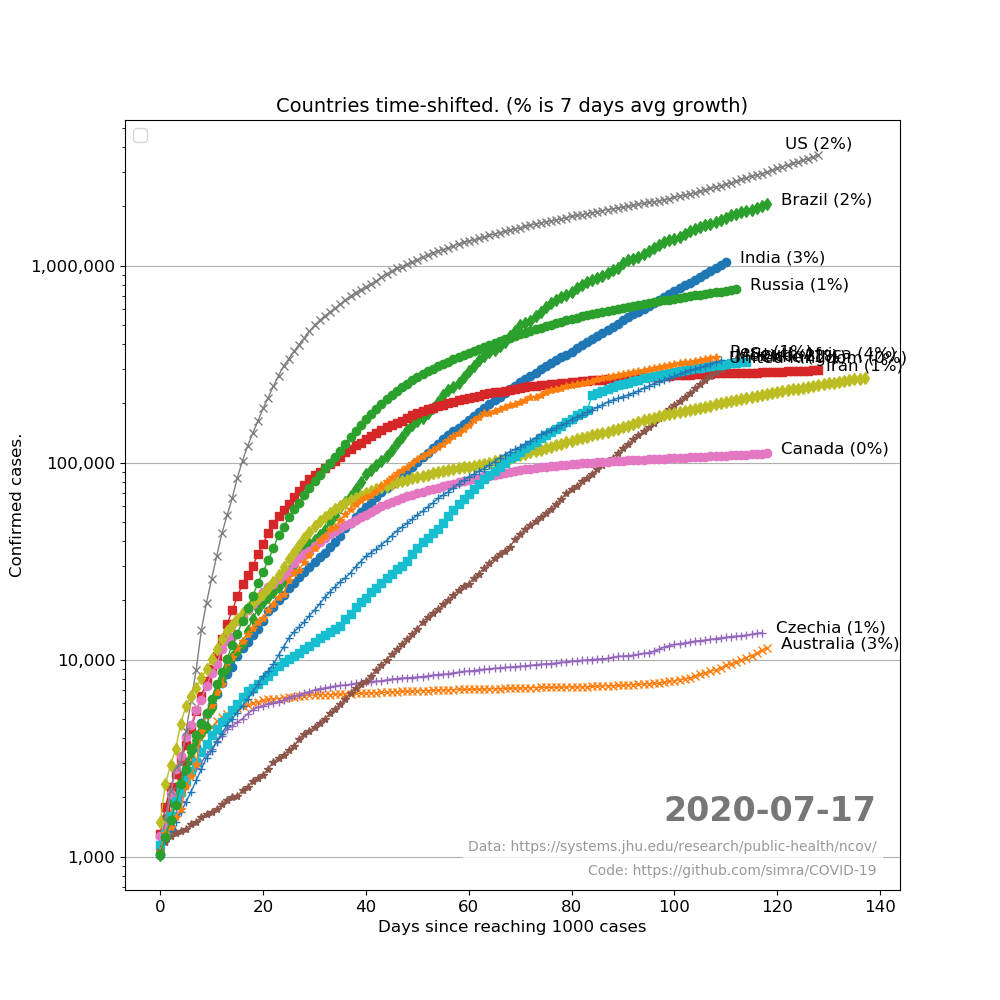 Countries time-shifted. (% is 7 days avg growth)
US (2%)
Brazil (2%)
India (3%)
Russia (1%)
Iran (1%)
Canada (0%)
Czechia (1%)
Australia (3%)
1,000,000
100,000
10,000
1,000
Confirmed cases.
2020-07-17
Data: https://systems.jhu.edu/research/public-health/ncov/
Code: https://github.com/simra/COVID-19
0 20 40 60 80 100 120 140
Days since reaching 1000 cases